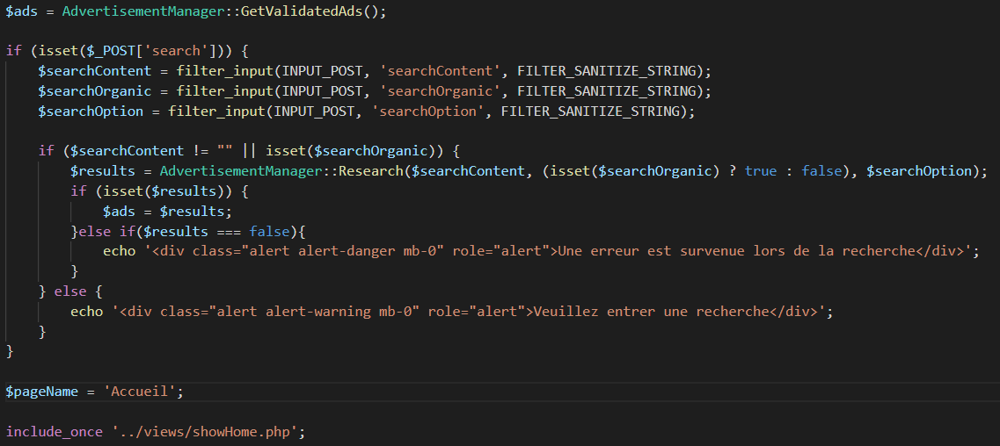 $ads = AdvertisementManager::GetValidatedAds();
if (isset($_POST['search'])) {
$searchContent = filter_input(INPUT_POST, 'searchContent', FILTER_SANITIZE_STRING);
$searchOrganic = filter_input(INPUT_POST, 'searchOrganic', FILTER_SANITIZE_STRING);
$searchOption = filter_input(INPUT_POST, 'searchOption', FILTER_SANITIZE_STRING);
if ($searchContent != "" || isset($searchOrganic)) {
$results = AdvertisementManager::Research($searchContent, (isset($searchOrganic) ? true : false), $searchOption);
if (isset($results)) {
$ads = $results;
}else if($results === false){
echo '<div class="alert alert-danger mb-0" role="alert">Une erreur est survenue lors de la recherche</div>';
}
} else {
echo '<div class="alert alert-warning mb-0" role="alert">Veuillez entrer une recherche</div>';
}
}
$pageName = 'Accueil';
include_once '../views/showHome.php';